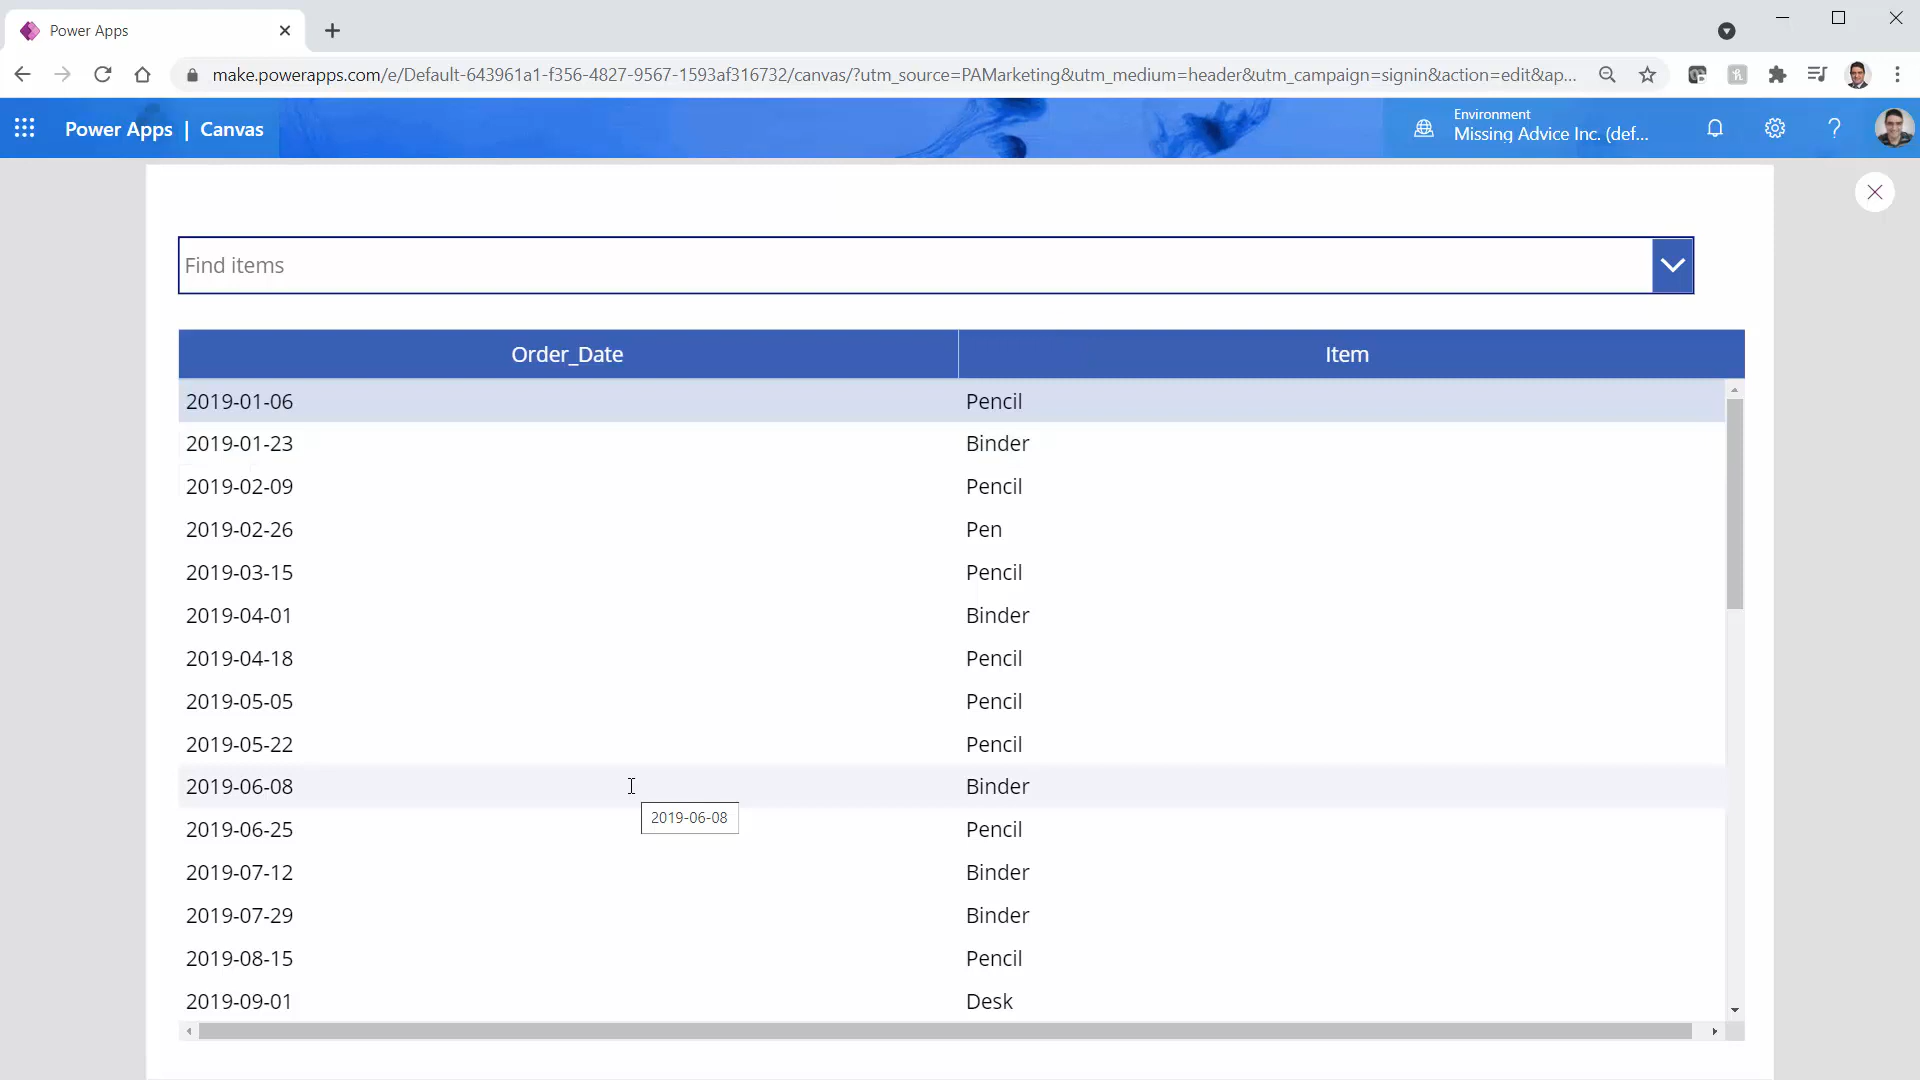 Power Apps
make.powerapps.com/e/Default-643961a1-f356-4827-9567-1593af316732/canvas/?utm_source=PAMarketing&utm_medium=header&utm_campaign=signin&action=edit&ap...
Power Apps | Canvas
Environment
Missing Advice Inc. (def...
?
Find items
Order_Date Item
2019-01-06 Pencil
2019-01-23 Binder
2019-02-09 Pencil
2019-02-26 Pen
2019-03-15 Pencil
2019-04-01 Binder
2019-04-18 Pencil
2019-05-05 Pencil
2019-05-22 Pencil
2019-06-08 Binder
2019-06-08
2019-06-25 Pencil
2019-07-12 Binder
2019-07-29 Binder
2019-08-15 Pencil
2019-09-01 Desk